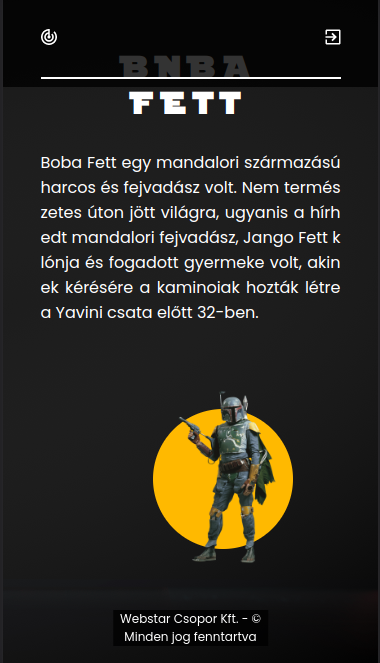 BNBA
FETT
Boba Fett egy mandalori származású
harcos és fejvadász volt. Nem termés
zetes úton jött világra, ugyanis a hírh
edt mandalori fejvadász, Jango Fett k
lónja és fogadott gyermeke volt, akin
ek kérésére a kaminoiak hozták létre
a Yavini csata előtt 32-ben.
Webstar Csopor Kft. - ©
Minden jog fenntartva